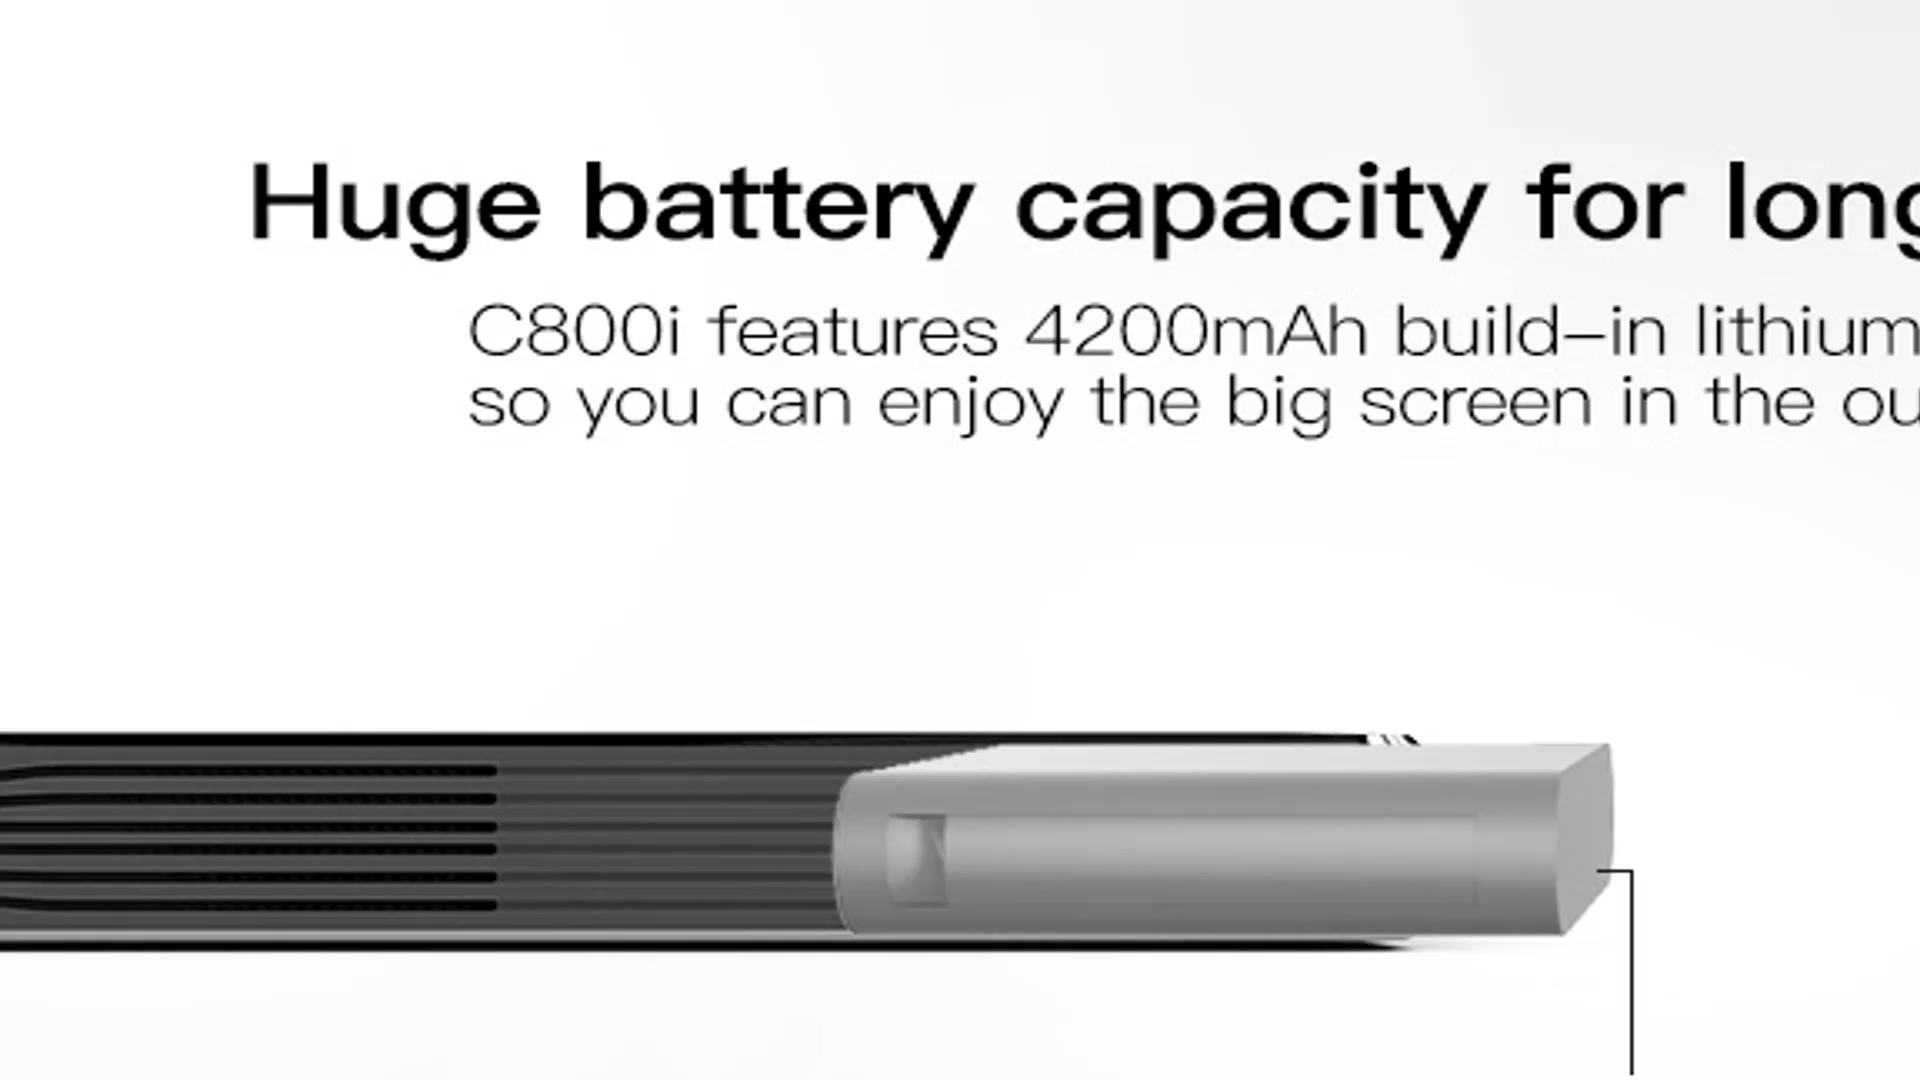 Huge battery capacity for long
C800i features 4200mAh build–in lithium
so you can enjoy the big screen in the ou